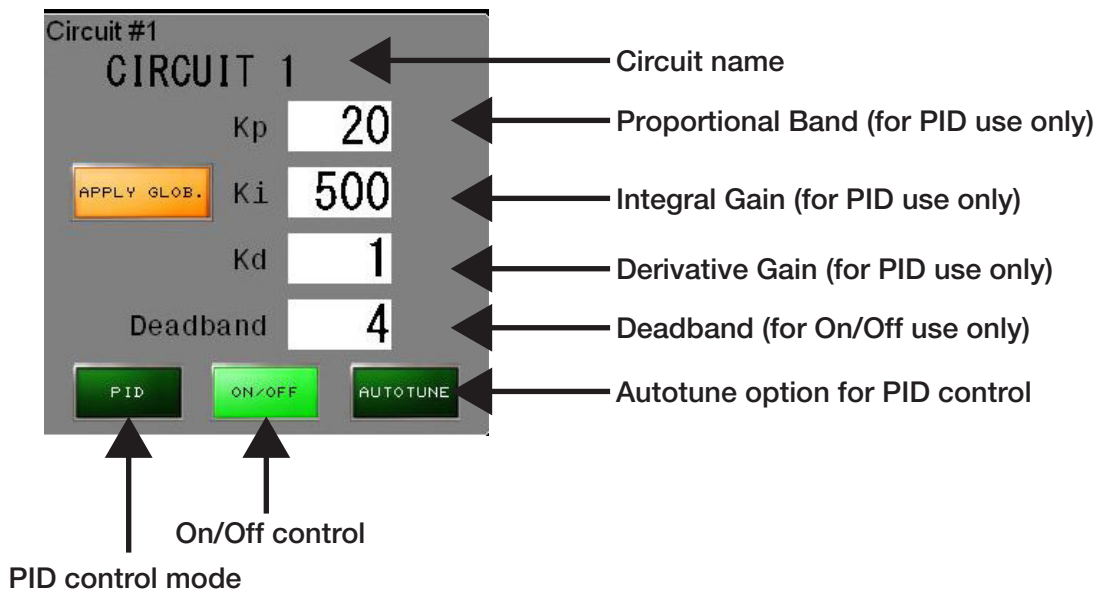 Circuit #1
CIRCUIT 1
Circuit name
Kp 20
Proportional Band (for PID use only)
APPLY GLOB. Ki 500
Integral Gain (for PID use only)
Kd 1
Derivative Gain (for PID use only)
Deadband 4
Deadband (for On/Off use only)
PID ON/OFF AUTOTUNE
Autotune option for PID control
On/Off control
PID control mode